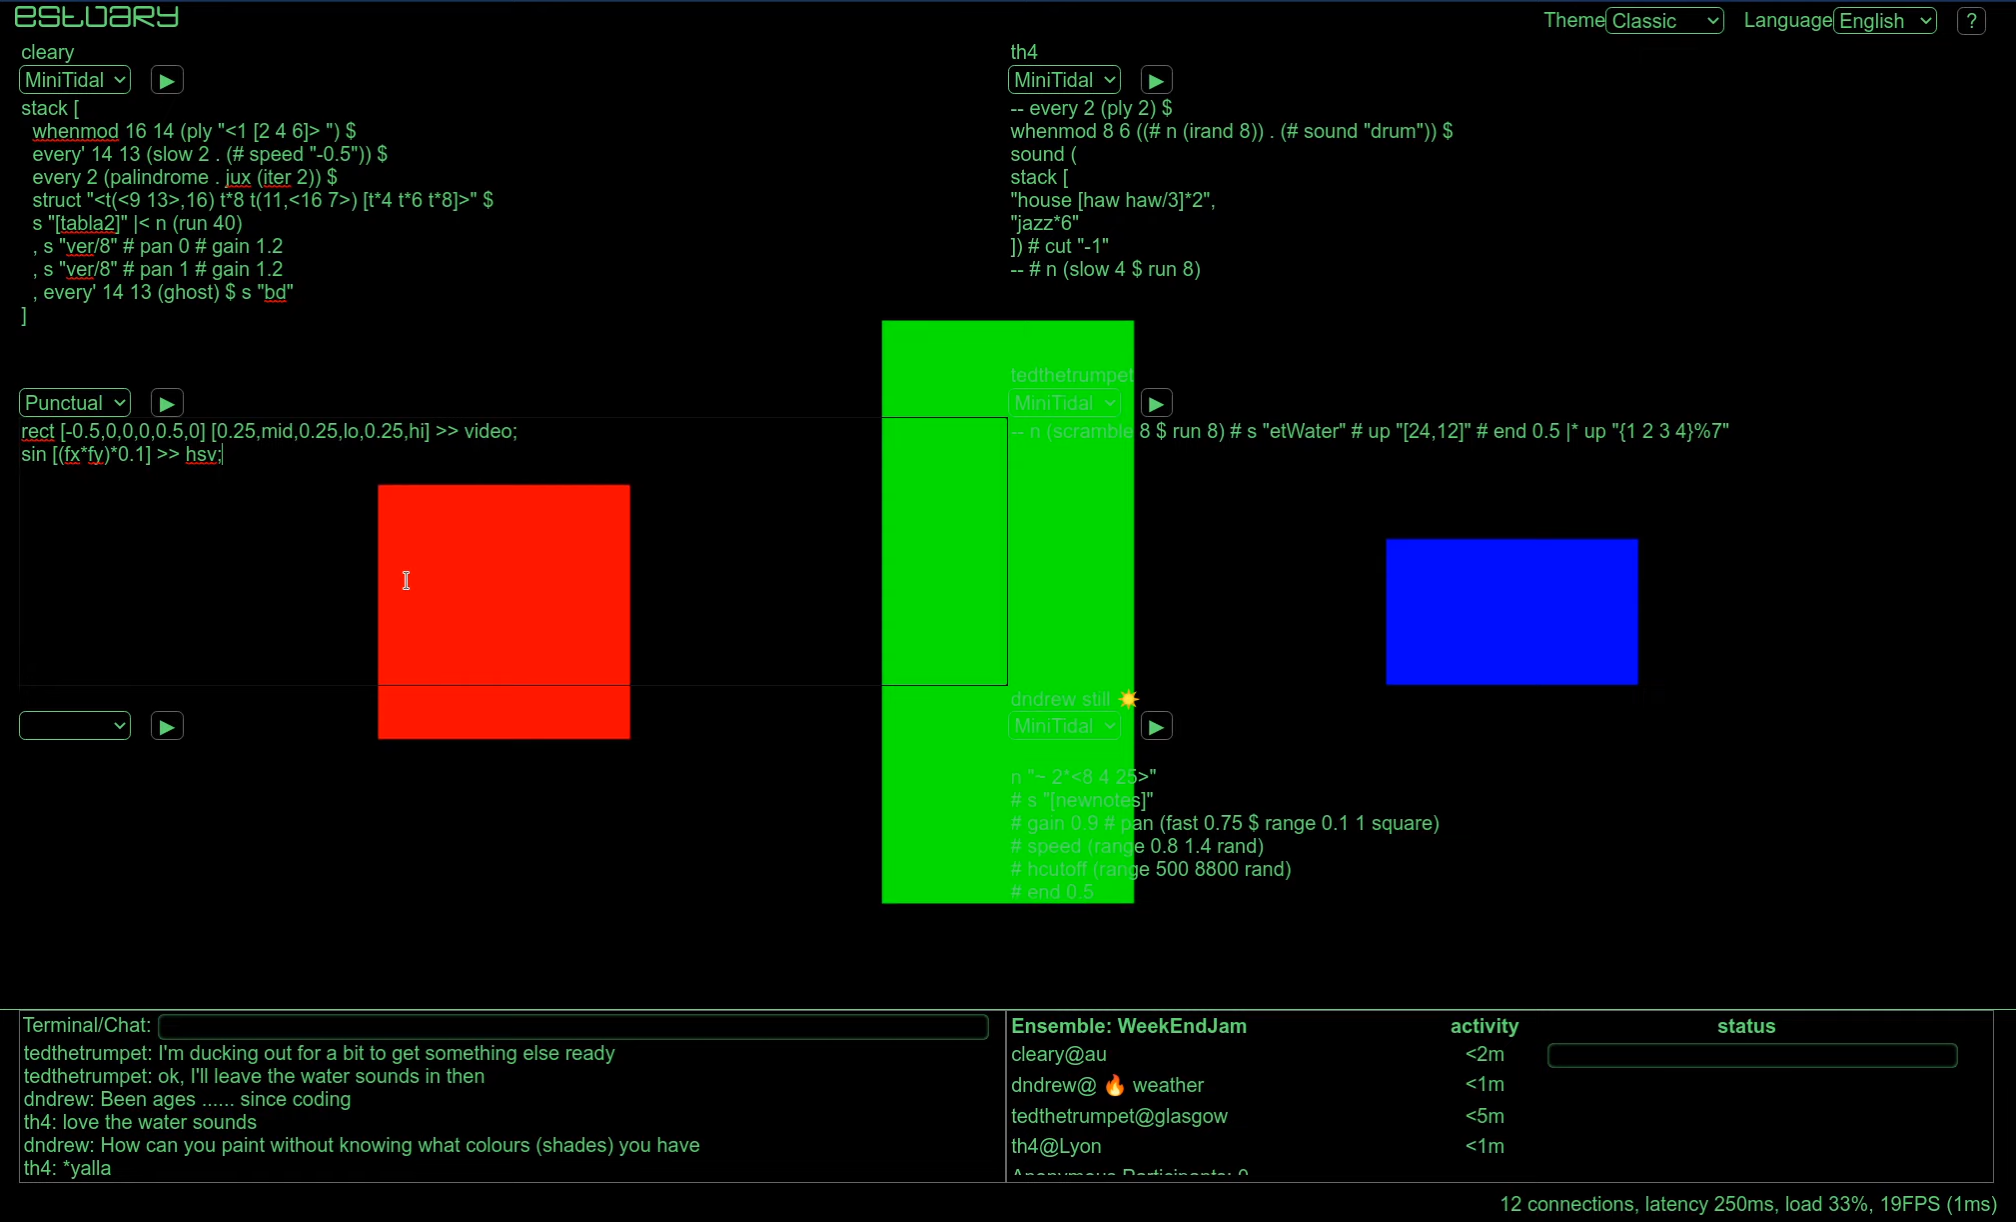 estuary
Theme Classic Language English ?
cleary
MiniTidal ▶
stack [
whenmod 16 14 (ply "<1 [2 4 6]> ") $
every' 14 13 (slow 2 . (# speed "-0.5")) $
every 2 (palindrome . jux (iter 2)) $
struct "<t(<9 13>,16) t*8 t(11,<16 7>) [t*4 t*6 t*8]>" $
s "[tabla2]" |< n (run 40)
, s "ver/8" # pan 0 # gain 1.2
, s "ver/8" # pan 1 # gain 1.2
, every' 14 13 (ghost) $ s "bd"
]
th4
MiniTidal ▶
-- every 2 (ply 2) $
whenmod 8 6 ((# n (irand 8)) . (# sound "drum")) $
sound (
stack [
"house [haw haw/3]*2",
"jazz*6"
]) # cut "-1"
-- # n (slow 4 $ run 8)
Punctual ▶
rect [-0.5,0,0,0,0.5,0] [0.25,mid,0.25,lo,0.25,hi] >> video;
sin [(fx*fy)*0.1] >> hsv;
tedthetrumpet
MiniTidal ▶
-- n (scramble 8 $ run 8) # s "etWater" # up "[24,12]" # end 0.5 |* up "{1 2 3 4}%7"
▶
dndrew still ☀️
MiniTidal ▶
n "~ 2*<8 4 25>"
# s "[newnotes]"
# gain 0.9 # pan (fast 0.75 $ range 0.1 1 square)
# speed (range 0.8 1.4 rand)
# hcutoff (range 500 8800 rand)
# end 0.5
Terminal/Chat:
tedthetrumpet: I'm ducking out for a bit to get something else ready
tedthetrumpet: ok, I'll leave the water sounds in then
dndrew: Been ages ...... since coding
th4: love the water sounds
dndrew: How can you paint without knowing what colours (shades) you have
th4: *yalla
Ensemble: WeekEndJam activity status
cleary@au <2m
dndrew@ 🔥 weather <1m
tedthetrumpet@glasgow <5m
th4@Lyon <1m
Anonymous Participants: 0
12 connections, latency 250ms, load 33%, 19FPS (1ms)